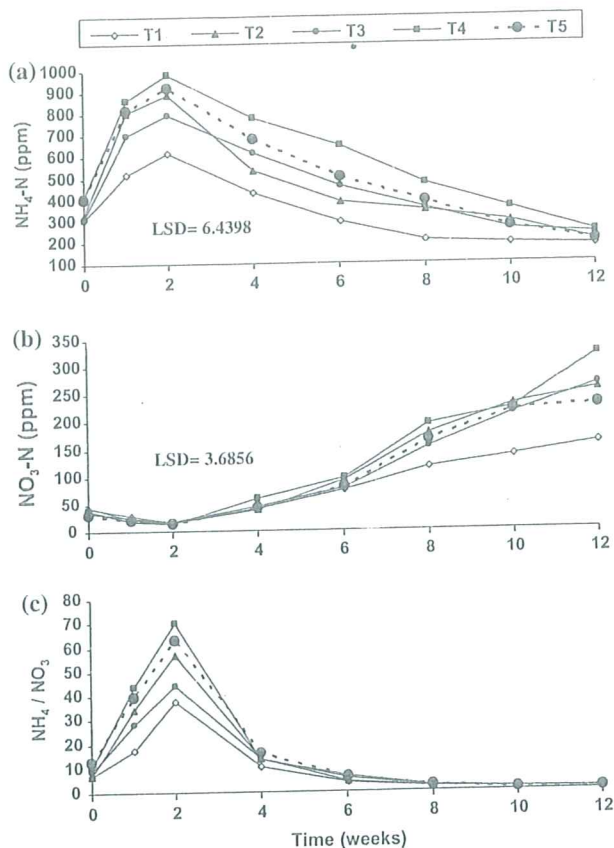 T1 T2 T3 T4 T5
(a)
NH₄-N (ppm)
1000
900
800
700
600
500
400
300
200
100
LSD= 6.4398
0 2 4 6 8 10 12
(b)
NO₃-N (ppm)
350
300
250
200
150
100
50
0
LSD= 3.6856
0 2 4 6 8 10 12
(c)
NH₄ / NO₃
80
70
60
50
40
30
20
10
0
0 2 4 6 8 10 12
Time (weeks)